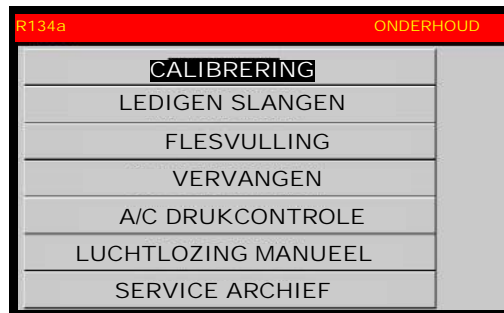 R134a ONDERHOUD
CALIBRERING
LEDIGEN SLANGEN
FLESVULLING
VERVANGEN
A/C DRUKCONTROLE
LUCHTLOZING MANUEEL
SERVICE ARCHIEF